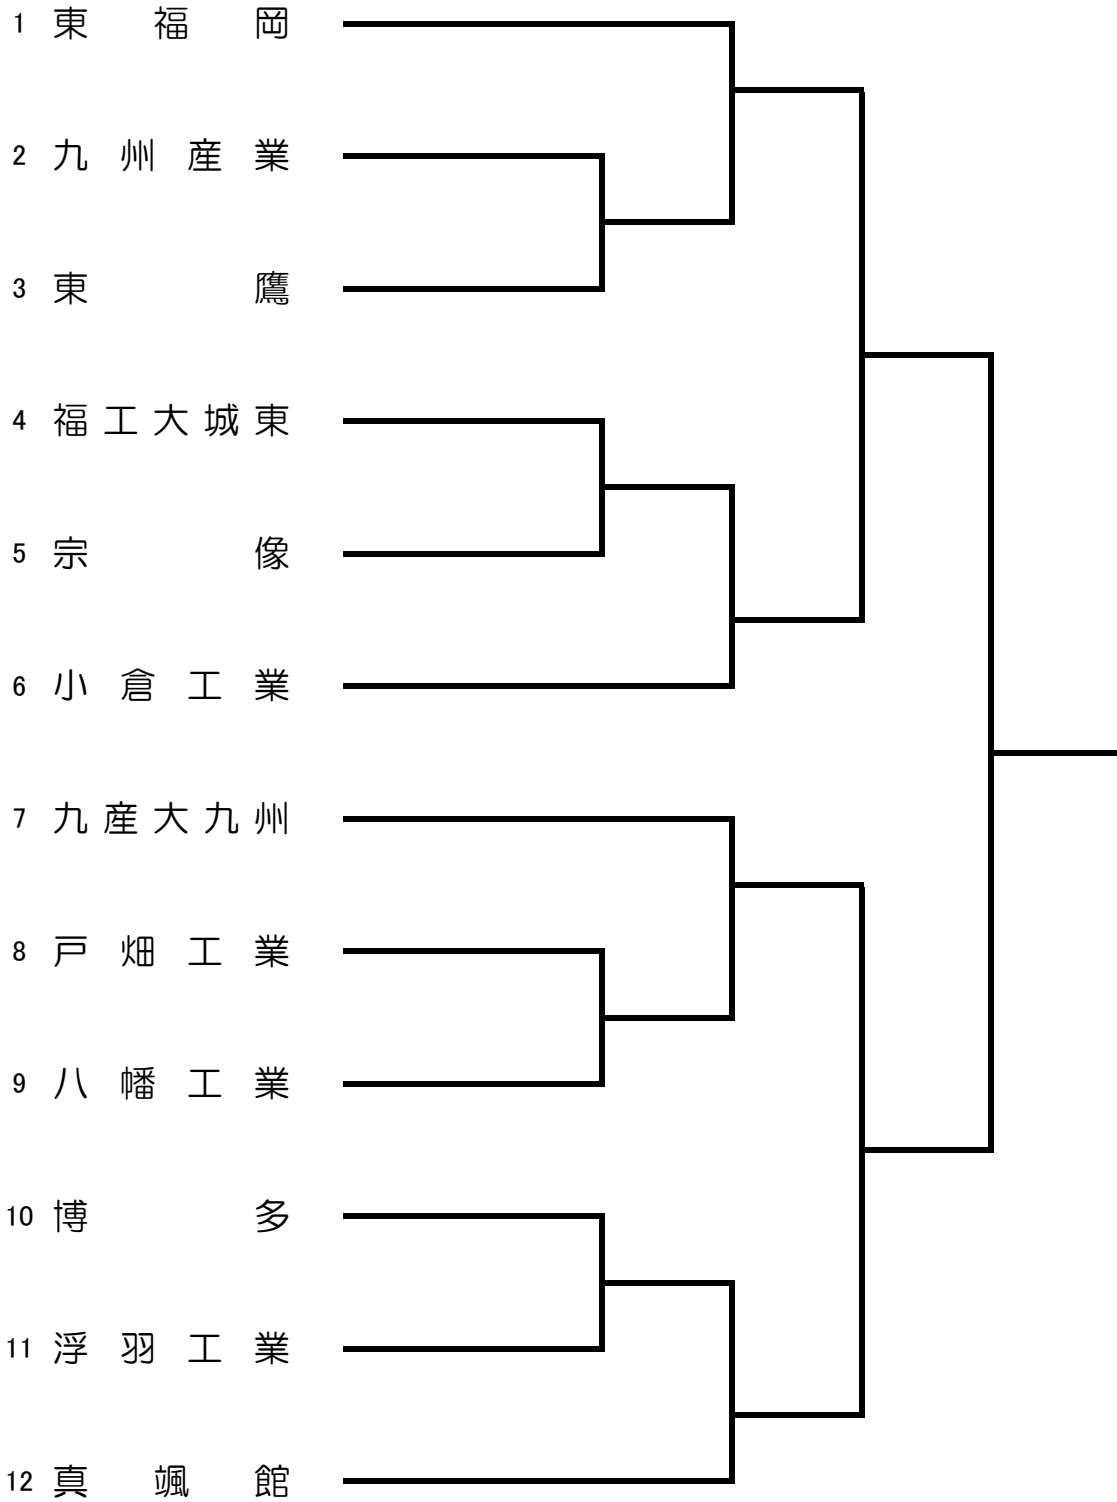 1 東福岡
2 九州産業
3 東鷹
4 福工大城東
5 宗像
6 小倉工業
7 九産大九州
8 戸畑工業
9 八幡工業
10 博多
11 浮羽工業
12 真颯館